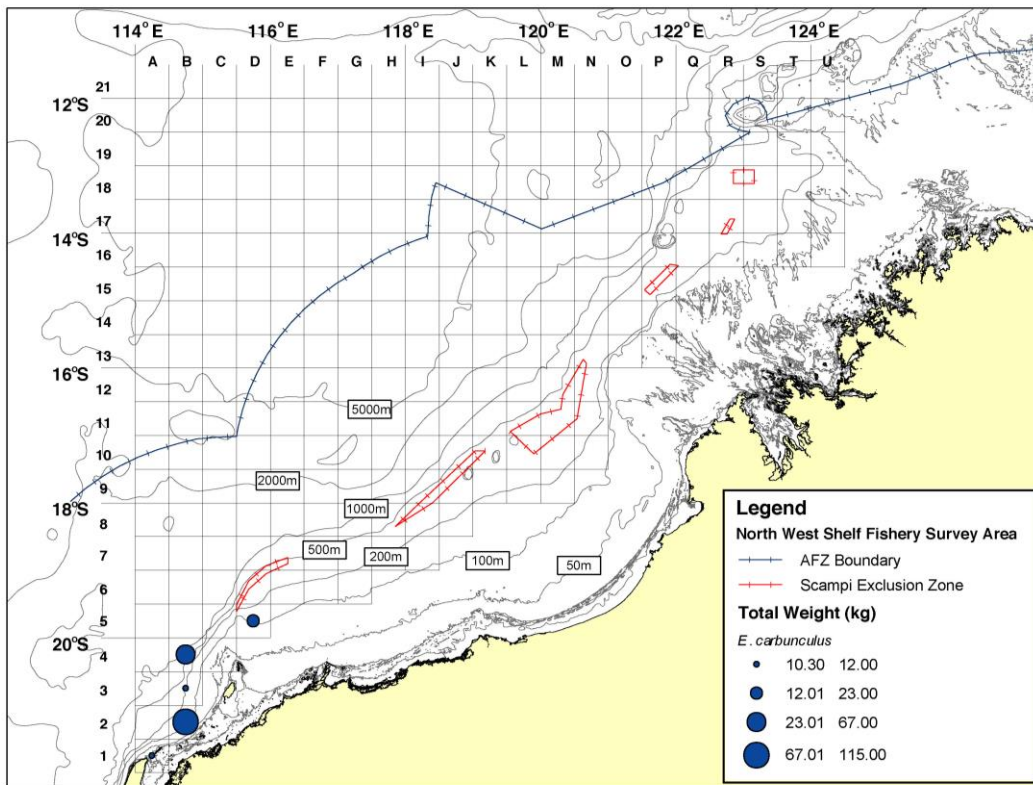 114°E 116°E 118°E 120°E 122°E 124°E
A B C D E F G H I J K L M N O P Q R S T U
21
12°S
20
18
17
14°S
16
15
14
13
16°S
12
11
5000m
10
2000m
9
18°S
1000m
8
7
500m
200m
100m
50m
6
5
20°S
4
3
2
1
Legend
North West Shelf Fishery Survey Area
AFZ Boundary
Scampi Exclusion Zone
Total Weight (kg)
E. carbunculus
10.30 12.00
12.01 23.00
23.01 67.00
67.01 115.00